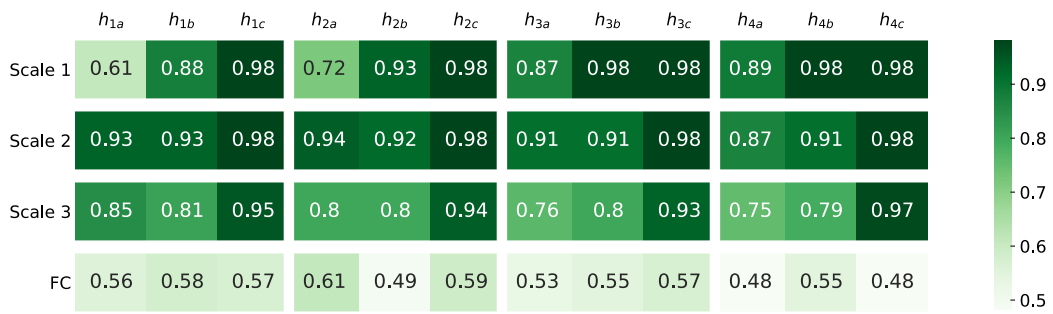 h1a h1b h1c h2a h2b h2c h3a h3b h3c h4a h4b h4c
Scale 1 0.61 0.88 0.98 0.72 0.93 0.98 0.87 0.98 0.98 0.89 0.98 0.98
Scale 2 0.93 0.93 0.98 0.94 0.92 0.98 0.91 0.91 0.98 0.87 0.91 0.98
Scale 3 0.85 0.81 0.95 0.8 0.8 0.94 0.76 0.8 0.93 0.75 0.79 0.97
FC 0.56 0.58 0.57 0.61 0.49 0.59 0.53 0.55 0.57 0.48 0.55 0.48
0.9
0.8
0.7
0.6
0.5